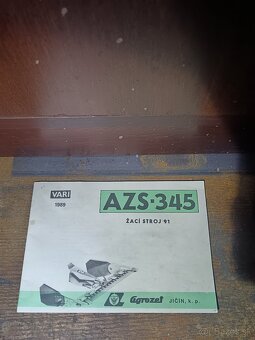 VARI
1989
AZS-345
ŽACÍ STROJ 91
Agrozet
JIČÍN, k. p.